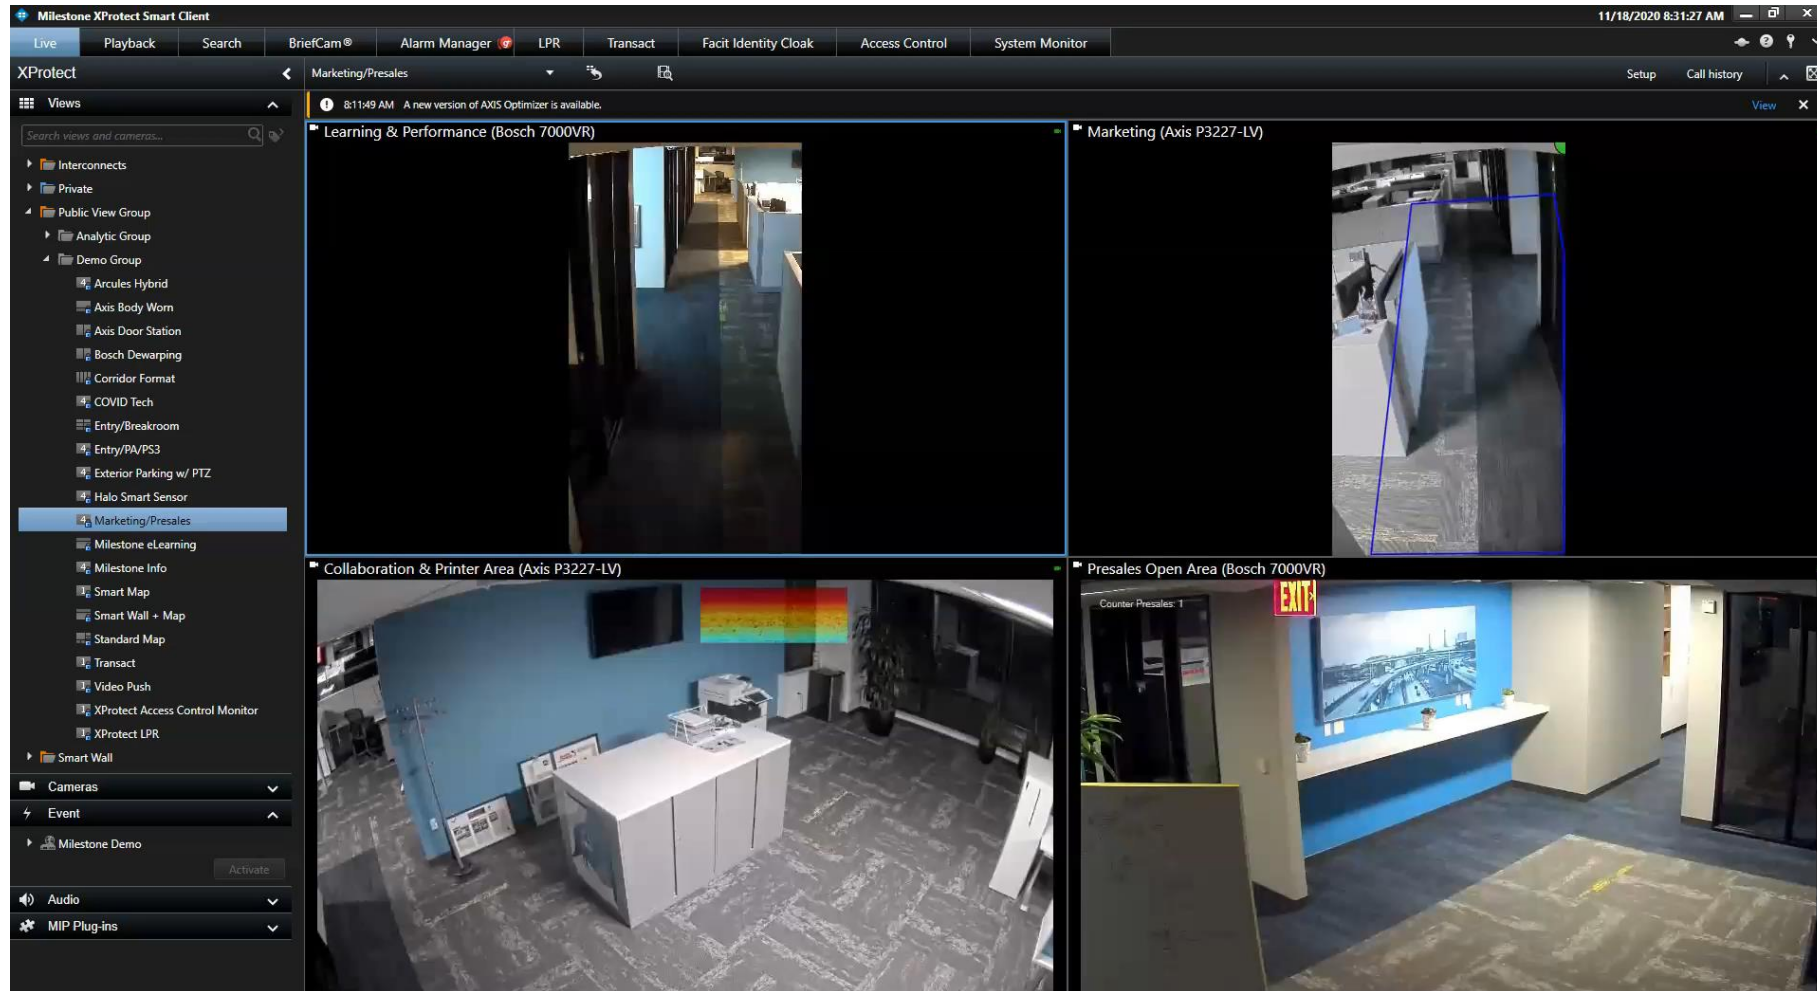 Milestone XProtect Smart Client
11/18/2020 8:31:27 AM
Live
Playback
Search
BriefCam®
Alarm Manager
LPR
Transact
Facit Identity Cloak
Access Control
System Monitor
XProtect
Marketing/Presales
Setup
Call history
Views
8:11:49 AM A new version of AXIS Optimizer is available.
View
Search views and cameras...
Interconnects
Private
Public View Group
Analytic Group
Demo Group
Arcules Hybrid
Axis Body Worn
Axis Door Station
Bosch Dewarping
Corridor Format
COVID Tech
Entry/Breakroom
Entry/PA/PS3
Exterior Parking w/ PTZ
Halo Smart Sensor
Marketing/Presales
Milestone eLearning
Milestone Info
Smart Map
Smart Wall + Map
Standard Map
Transact
Video Push
XProtect Access Control Monitor
XProtect LPR
Smart Wall
Cameras
Event
Milestone Demo
Activate
Audio
MIP Plug-ins
Learning & Performance (Bosch 7000VR)
Marketing (Axis P3227-LV)
Collaboration & Printer Area (Axis P3227-LV)
Presales Open Area (Bosch 7000VR)
Counter Presales: 1
EXIT